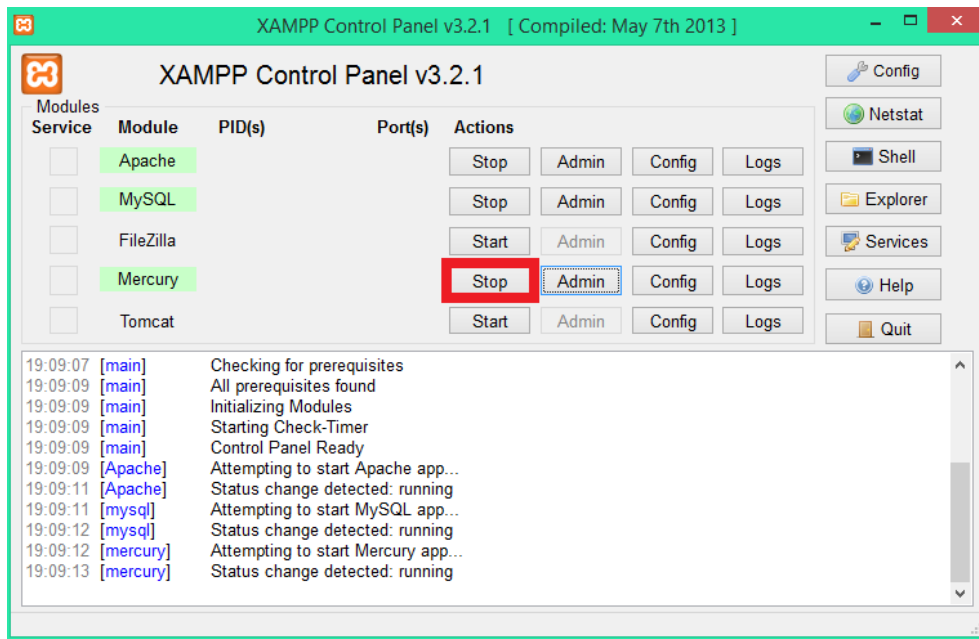 XAMPP Control Panel v3.2.1 [ Compiled: May 7th 2013 ]
XAMPP Control Panel v3.2.1
Config
Modules
Service Module PID(s) Port(s) Actions
Netstat
Apache Stop Admin Config Logs
Shell
MySQL Stop Admin Config Logs
Explorer
FileZilla Start Admin Config Logs
Services
Mercury Stop Admin Config Logs
Help
Tomcat Start Admin Config Logs
Quit
19:09:07 [main] Checking for prerequisites
19:09:09 [main] All prerequisites found
19:09:09 [main] Initializing Modules
19:09:09 [main] Starting Check-Timer
19:09:09 [main] Control Panel Ready
19:09:09 [Apache] Attempting to start Apache app...
19:09:11 [Apache] Status change detected: running
19:09:11 [mysql] Attempting to start MySQL app...
19:09:12 [mysql] Status change detected: running
19:09:12 [mercury] Attempting to start Mercury app...
19:09:13 [mercury] Status change detected: running